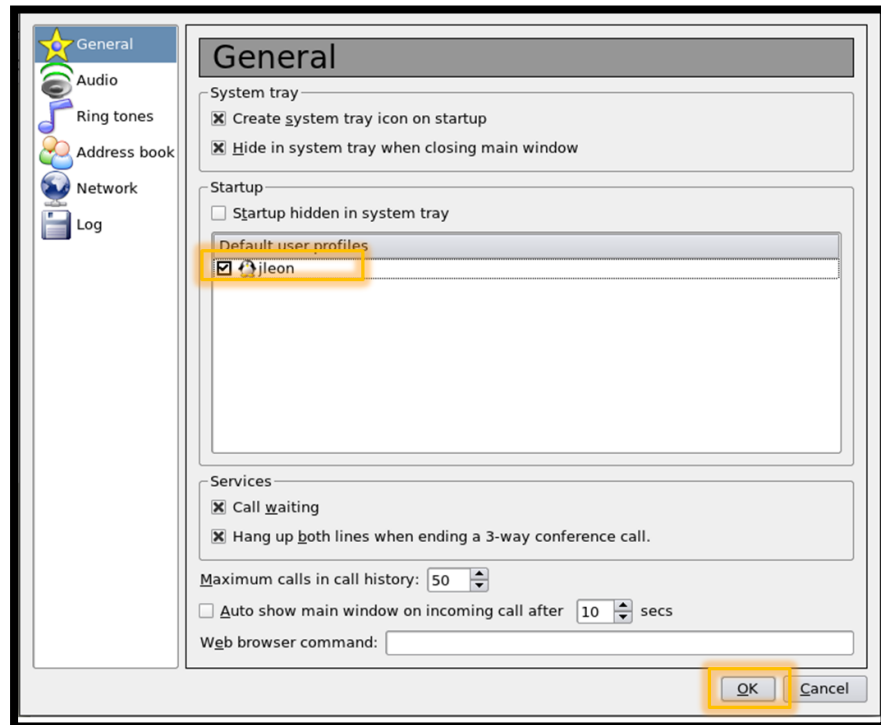 General
Audio
Ring tones
Address book
Network
Log
General
System tray
Create system tray icon on startup
Hide in system tray when closing main window
Startup
Startup hidden in system tray
Default user profiles
jleon
Services
Call waiting
Hang up both lines when ending a 3-way conference call.
Maximum calls in call history: 50
Auto show main window on incoming call after 10 secs
Web browser command:
OK Cancel